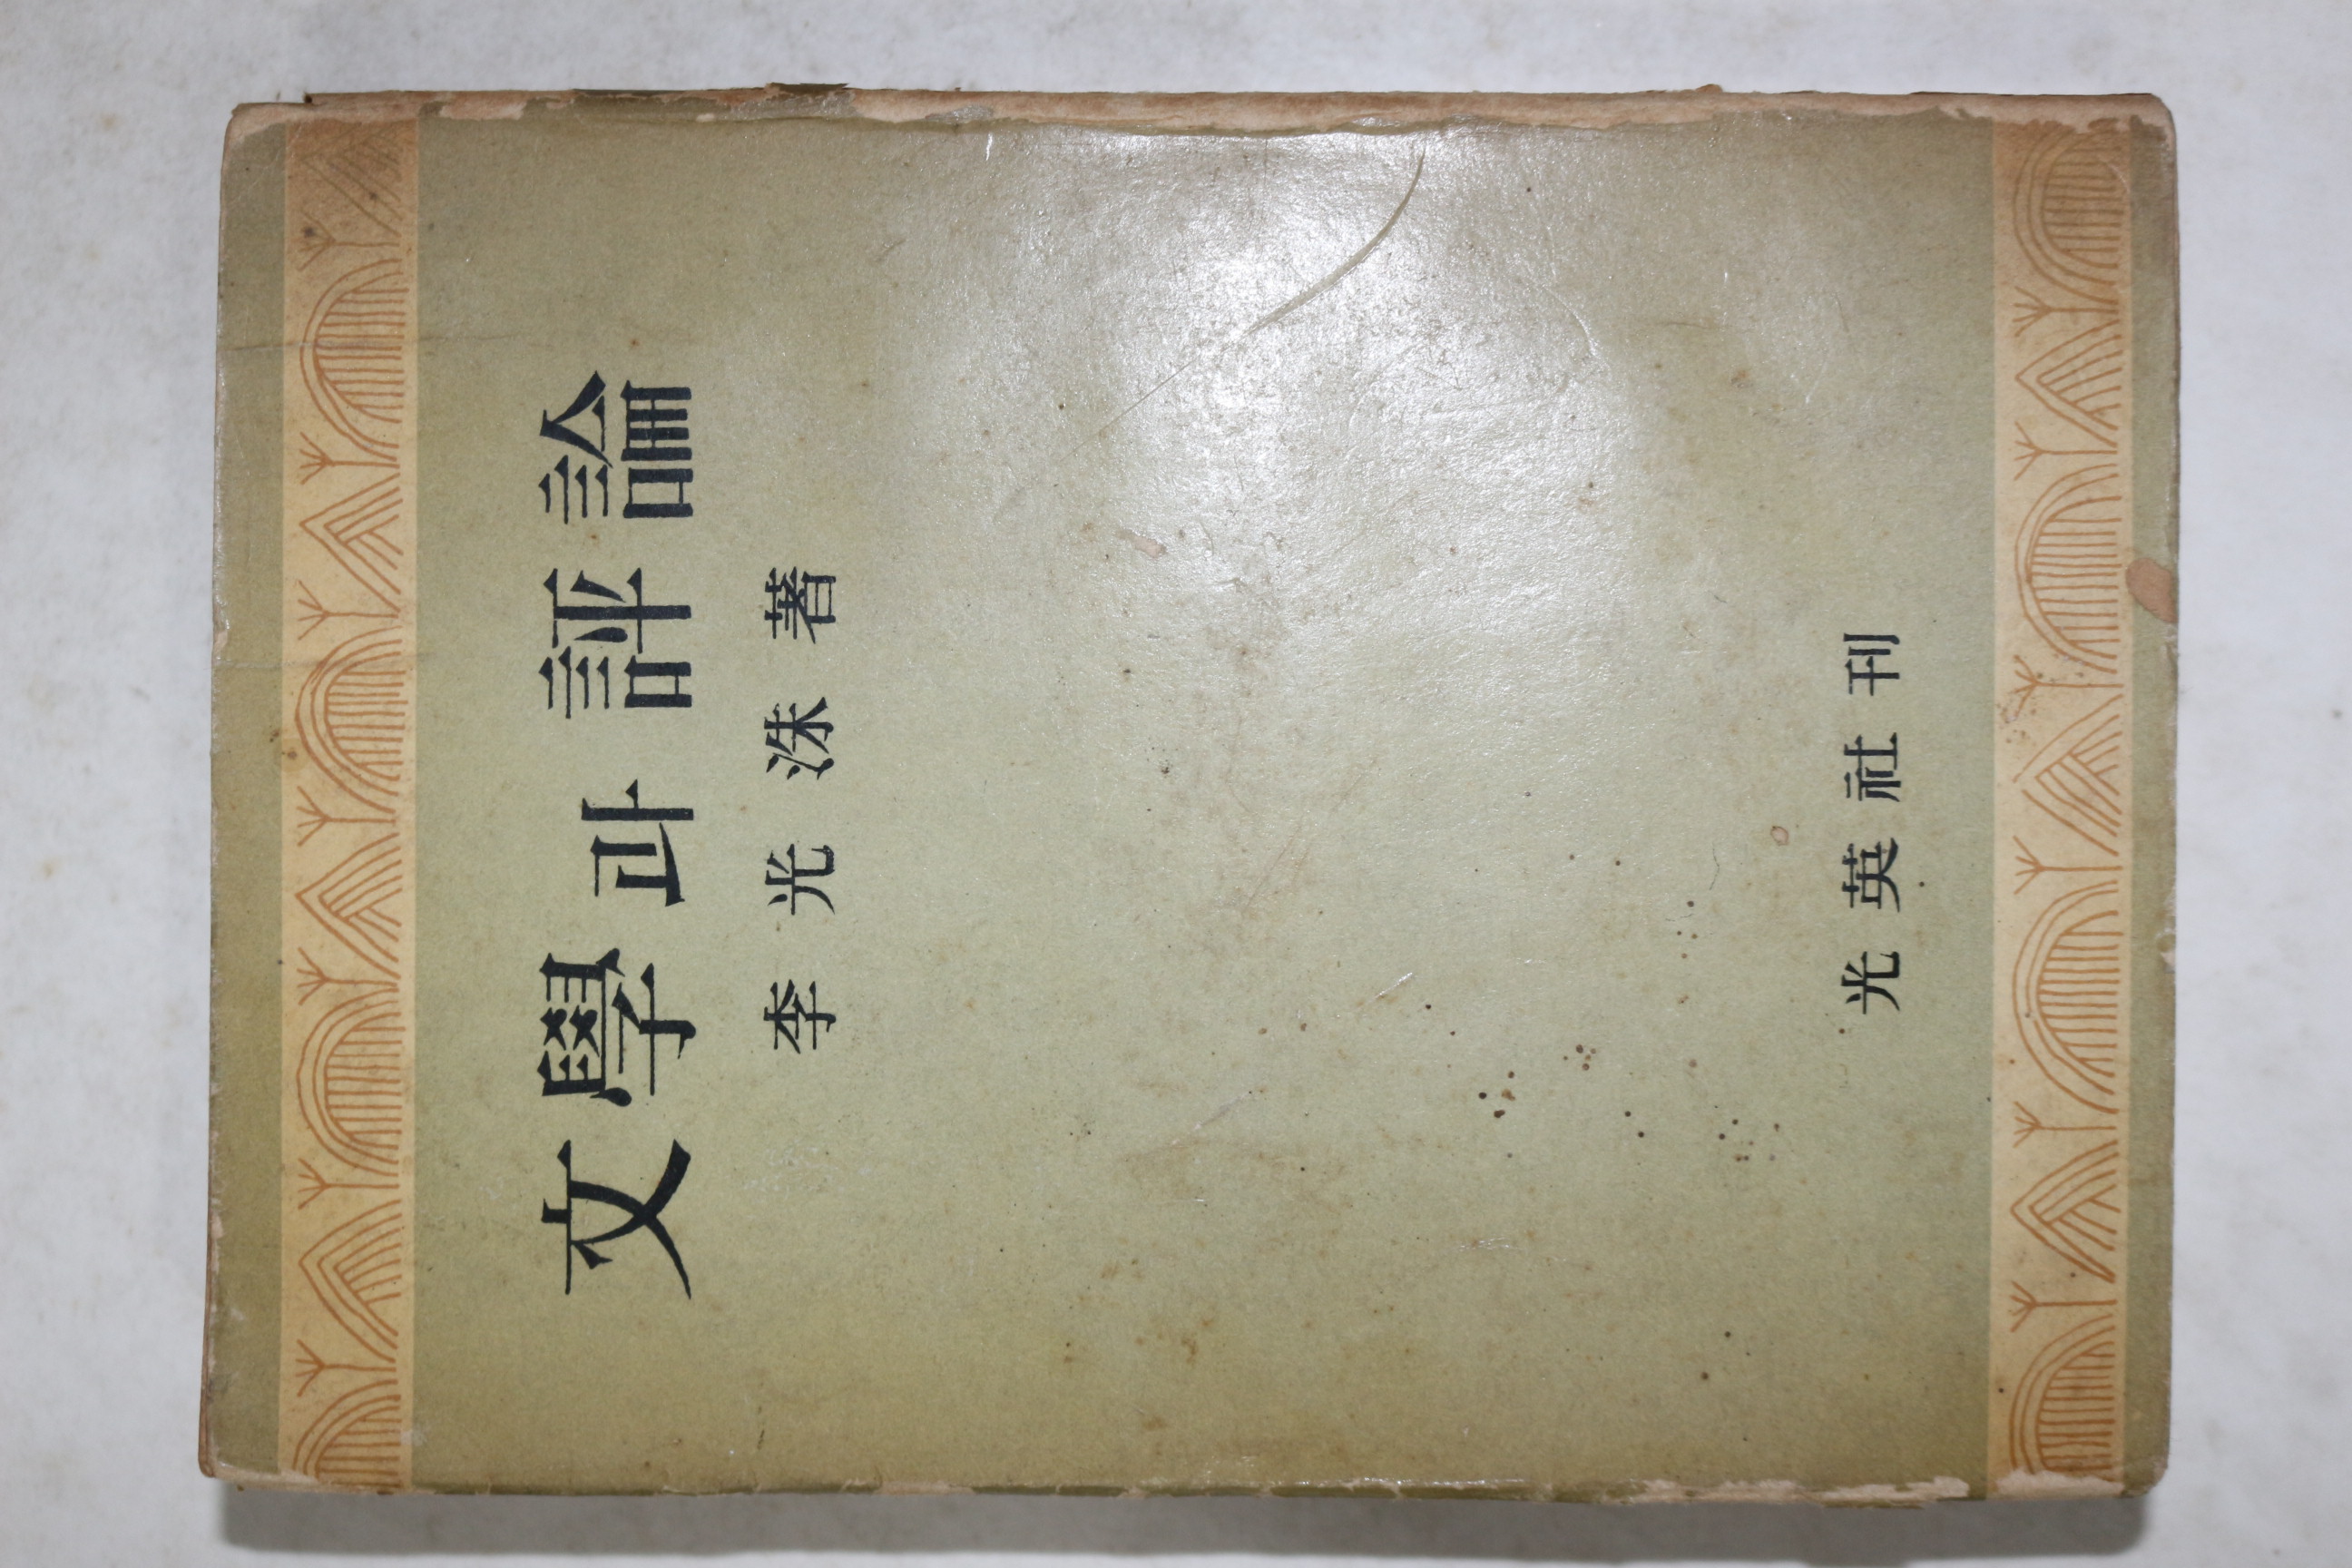 文學과 評論
李光洙 著
光英社 刊